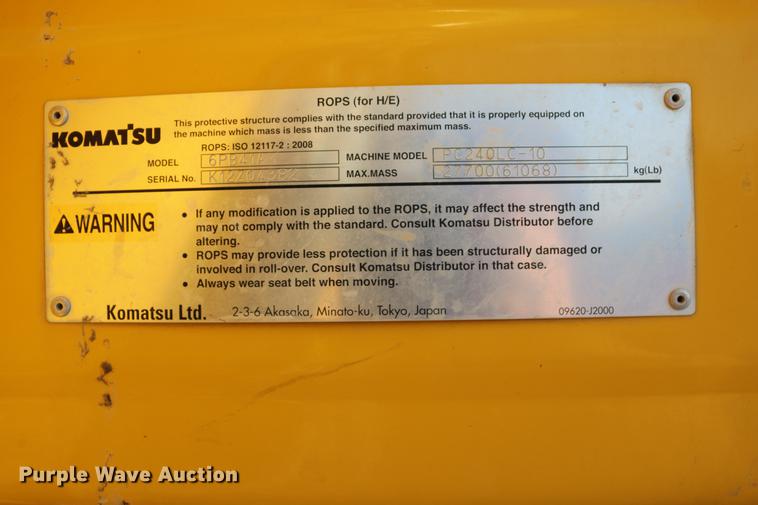 ROPS (for H/E)
KOMATSU
This protective structure complies with the standard provided that it is properly equipped on
the machine which mass is less than the specified maximum mass.
ROPS: ISO 12117-2 : 2008
MODEL MACHINE MODEL PC240LC-10
SERIAL No. MAX.MASS 27700(61068) kg(Lb)
WARNING
• If any modification is applied to the ROPS, it may affect the strength and
may not comply with the standard. Consult Komatsu Distributor before
altering.
• ROPS may provide less protection if it has been structurally damaged or
involved in roll-over. Consult Komatsu Distributor in that case.
• Always wear seat belt when moving.
Komatsu Ltd. 2-3-6 Akasaka, Minato-ku, Tokyo, Japan 09620-J2000
Purple Wave Auction